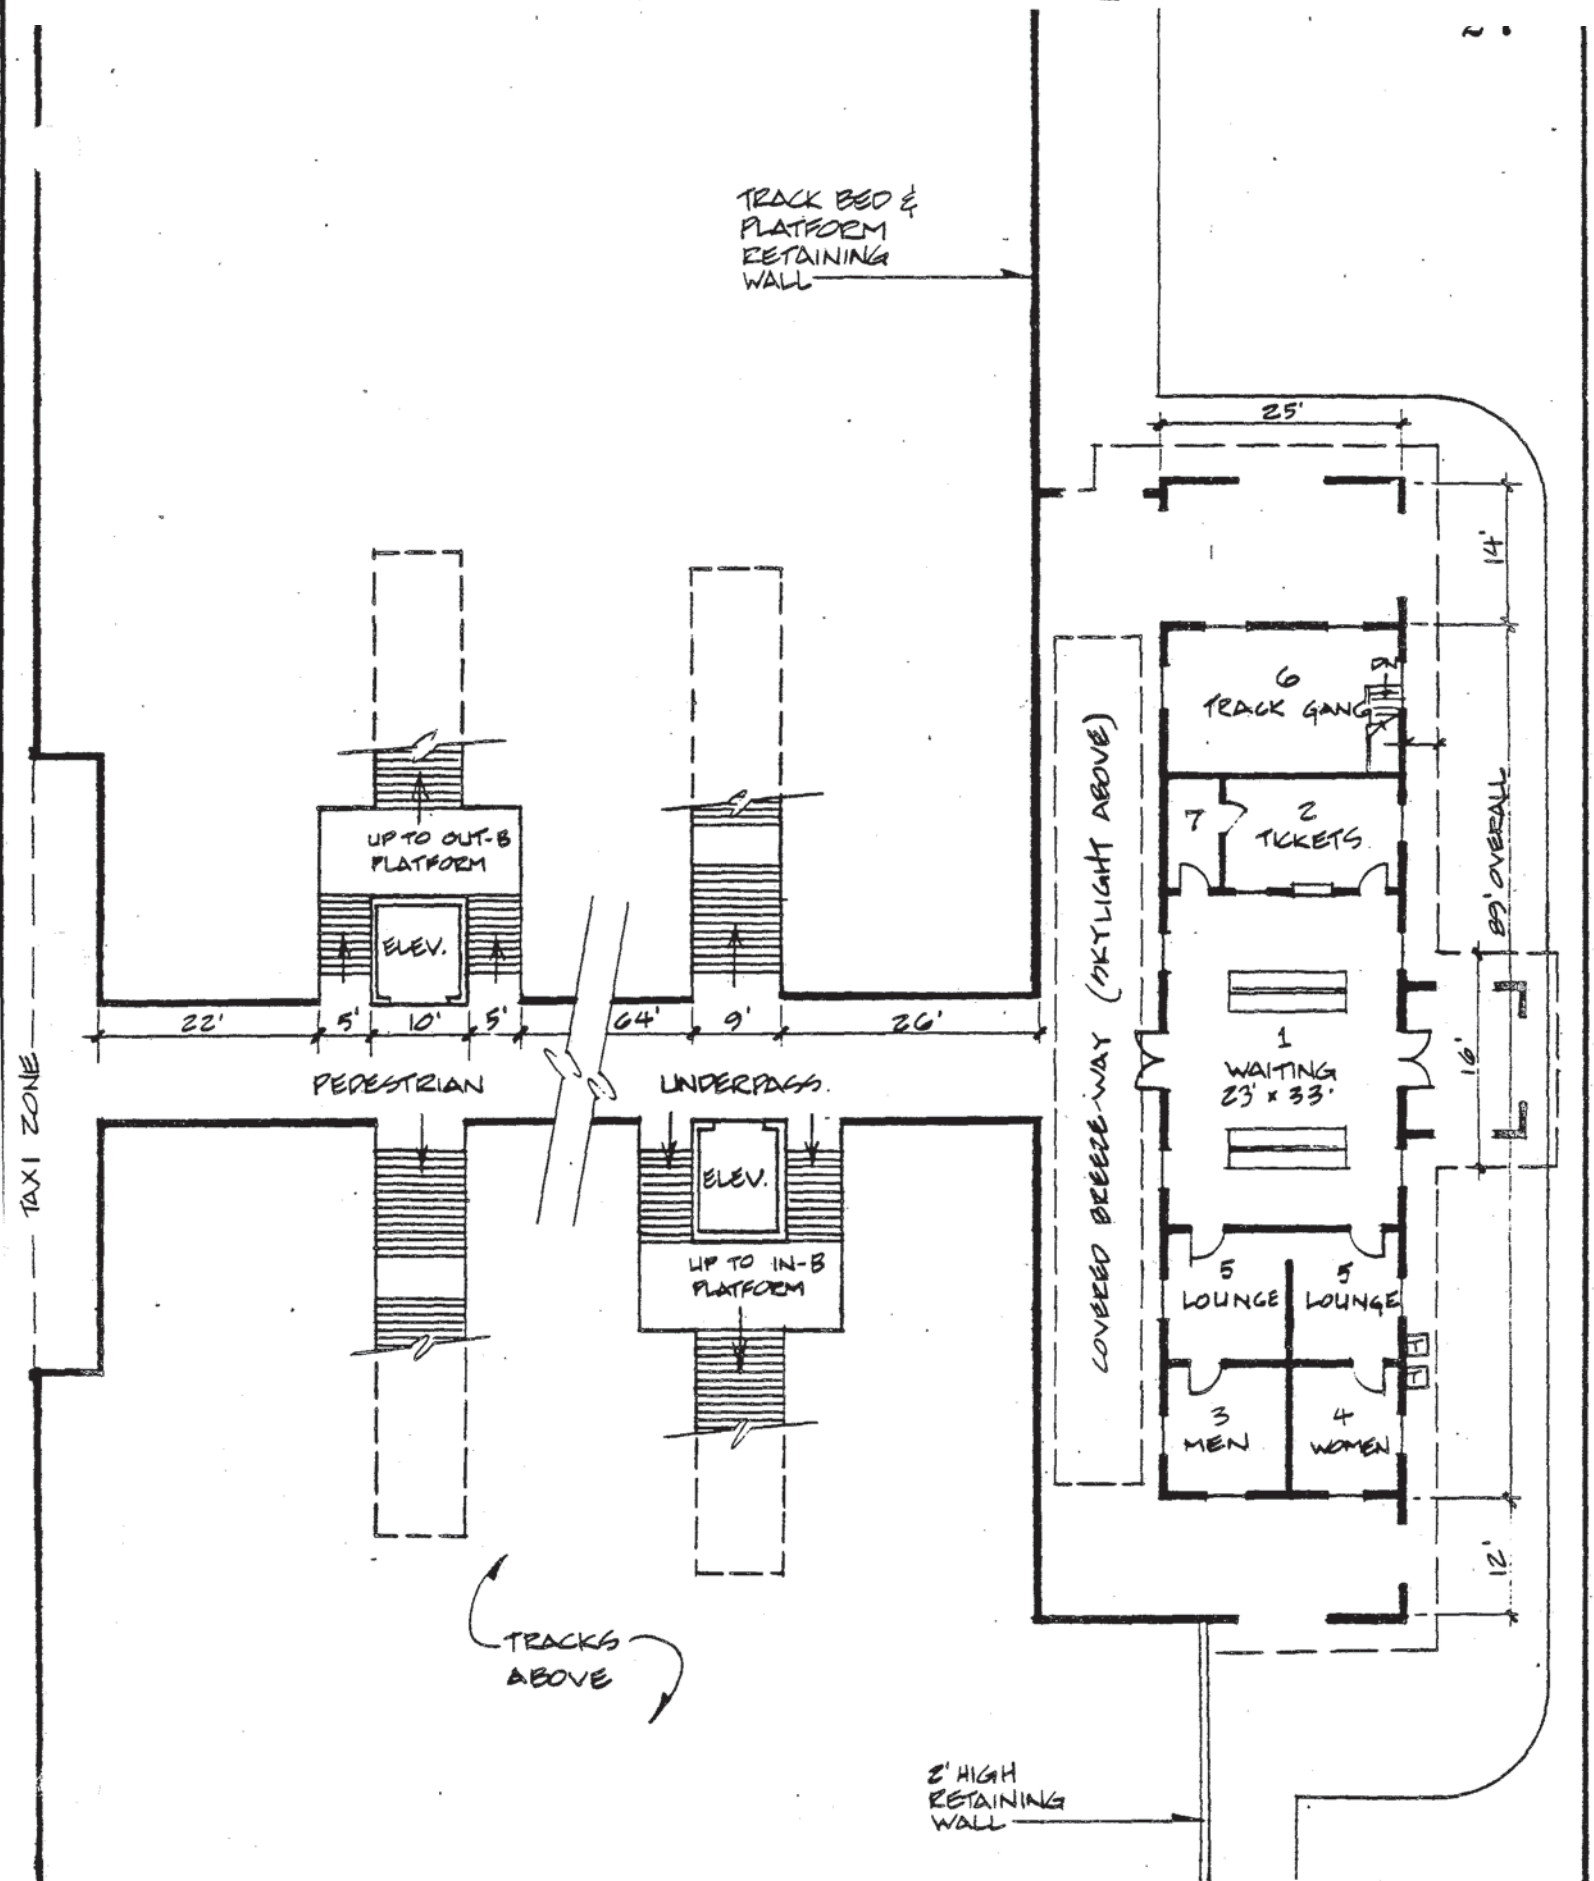 TRACK BED &
PLATFORM
RETAINING
WALL
25'
14'
6
TRACK GANG
7
2
TICKETS
89' OVERALL
COVERED BREEZE-WAY (SKYLIGHT ABOVE)
UP TO OUT-B
PLATFORM
ELEV.
22'
5'
10'
5'
64'
9'
26'
PEDESTRIAN
UNDERPASS.
TAXI ZONE
1
WAITING
23' x 33'
16'
ELEV.
UP TO IN-B
PLATFORM
5
LOUNGE
5
LOUNGE
3
MEN
4
WOMEN
12'
TRACKS
ABOVE
2' HIGH
RETAINING
WALL